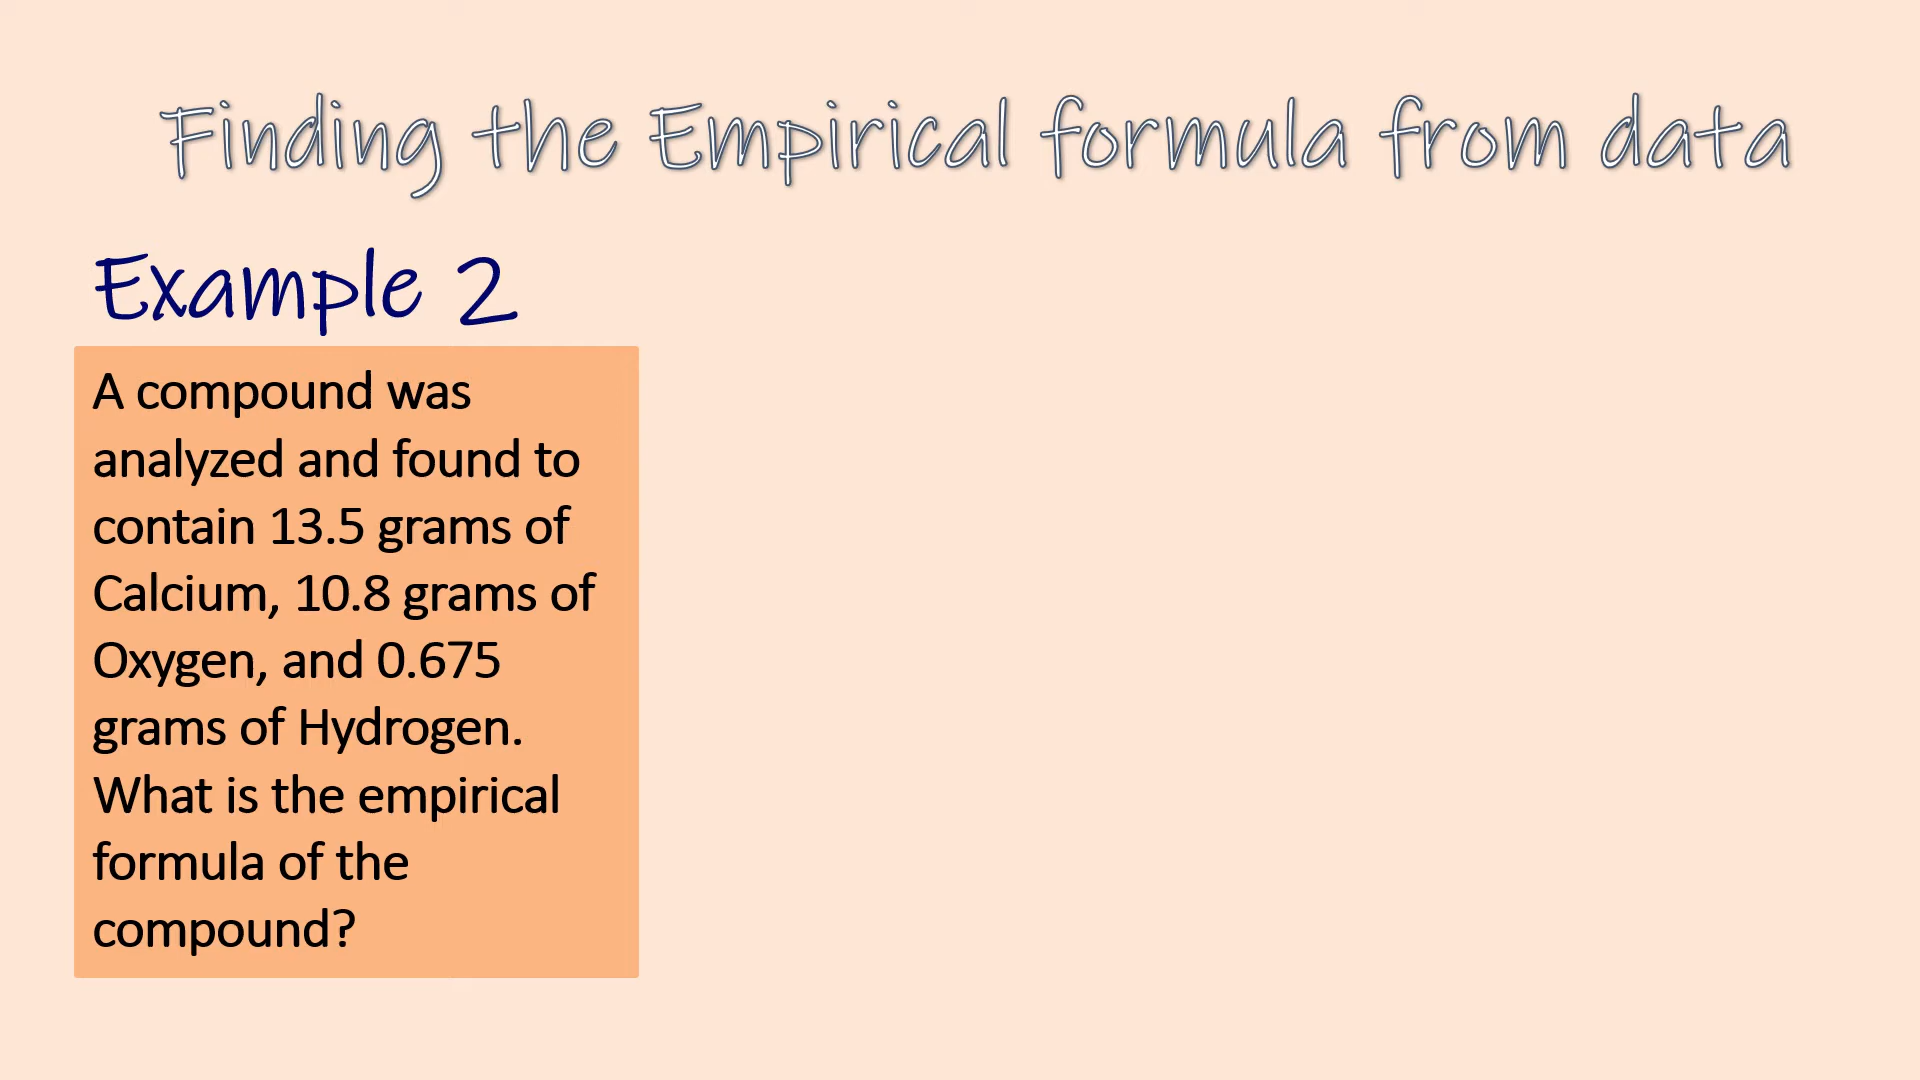 Finding the Empirical formula from data
Example 2
A compound was
analyzed and found to
contain 13.5 grams of
Calcium, 10.8 grams of
Oxygen, and 0.675
grams of Hydrogen.
What is the empirical
formula of the
compound?